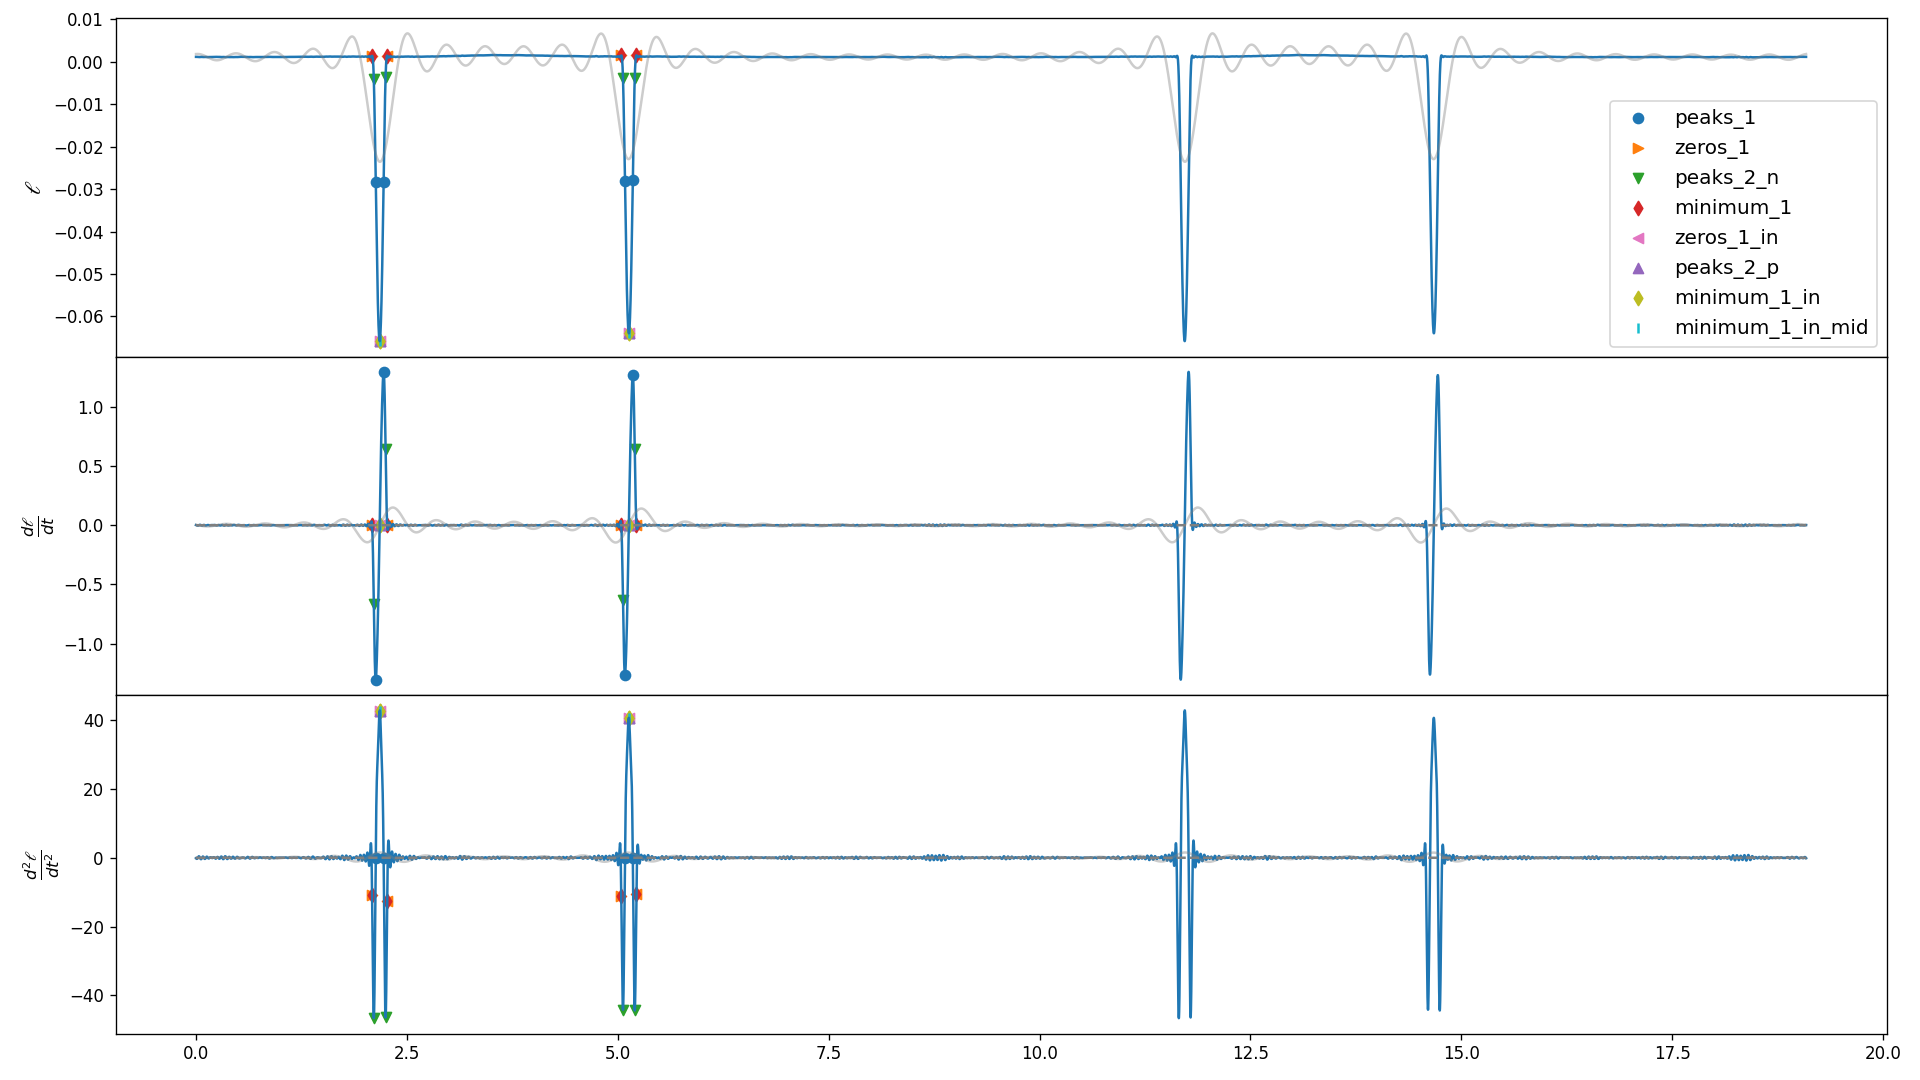 0.01
0.00
−0.01
−0.02
−0.03
−0.04
−0.05
−0.06
ℓ
peaks_1
zeros_1
peaks_2_n
minimum_1
zeros_1_in
peaks_2_p
minimum_1_in
minimum_1_in_mid
1.0
0.5
0.0
−0.5
−1.0
dℓ
dt
40
20
0
−20
−40
d²ℓ
dt²
0.0 2.5 5.0 7.5 10.0 12.5 15.0 17.5 20.0